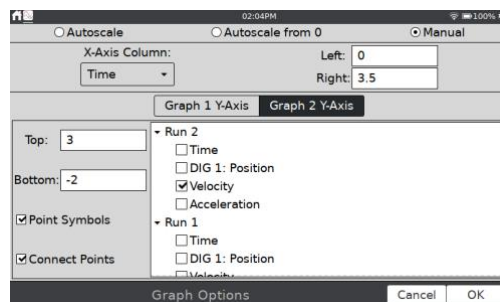 02:04PM 100%
Autoscale Autoscale from 0 Manual
X-Axis Column:
Time
Left: 0
Right: 3.5
Graph 1 Y-Axis Graph 2 Y-Axis
Top: 3
Bottom: -2
Point Symbols
Connect Points
Run 2
Time
DIG 1: Position
Velocity
Acceleration
Run 1
Time
DIG 1: Position
Velocity
Graph Options Cancel OK